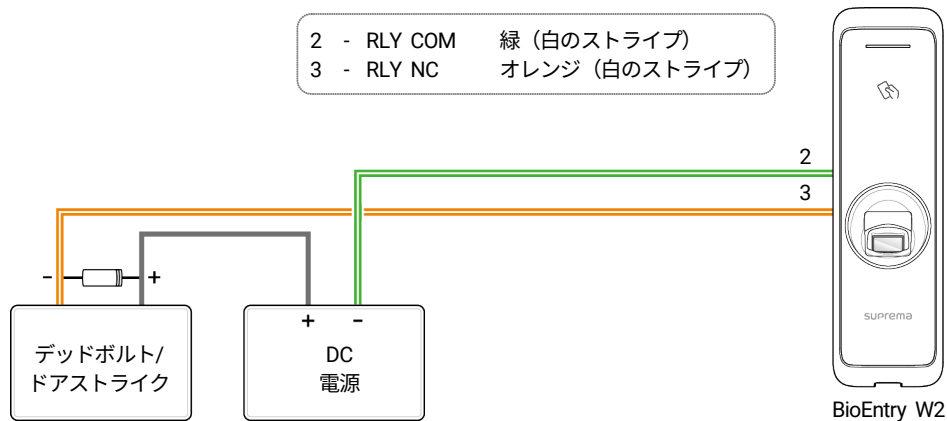 2 - RLY COM 緑（白のストライプ）
3 - RLY NC オレンジ（白のストライプ）
2
3
- +
+ -
デッドボルト/
ドアストライク
DC
電源
suprema
BioEntry W2